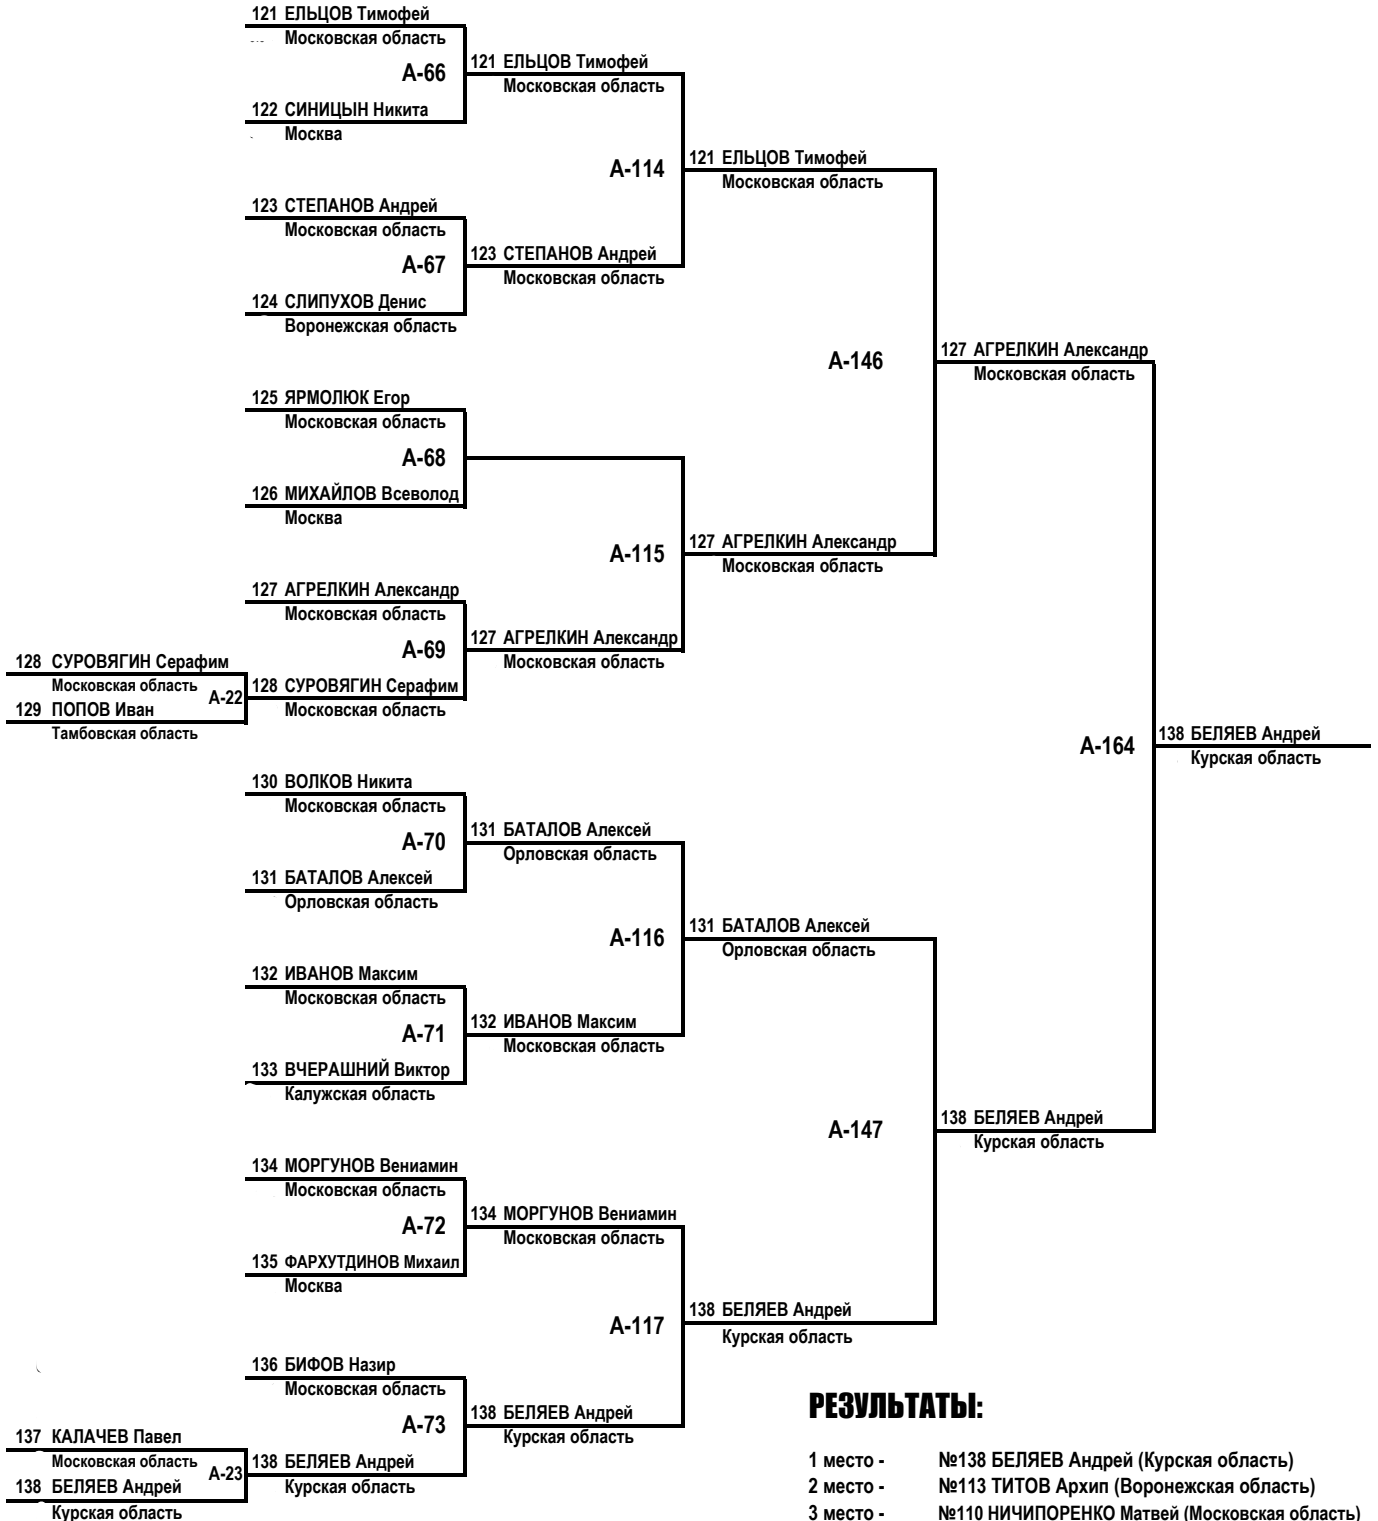 121 ЕЛЬЦОВ Тимофей
Московская область
А-66
121 ЕЛЬЦОВ Тимофей
Московская область
122 СИНИЦЫН Никита
Москва
А-114
121 ЕЛЬЦОВ Тимофей
Московская область
123 СТЕПАНОВ Андрей
Московская область
А-67
123 СТЕПАНОВ Андрей
Московская область
124 СЛИПУХОВ Денис
Воронежская область
А-146
127 АГРЕЛКИН Александр
Московская область
125 ЯРМОЛЮК Егор
Московская область
А-68
126 МИХАЙЛОВ Всеволод
Москва
А-115
127 АГРЕЛКИН Александр
Московская область
127 АГРЕЛКИН Александр
Московская область
А-69
127 АГРЕЛКИН Александр
Московская область
128 СУРОВЯГИН Серафим
Московская область
А-22
128 СУРОВЯГИН Серафим
Московская область
129 ПОПОВ Иван
Тамбовская область
А-164
138 БЕЛЯЕВ Андрей
Курская область
130 ВОЛКОВ Никита
Московская область
А-70
131 БАТАЛОВ Алексей
Орловская область
131 БАТАЛОВ Алексей
Орловская область
А-116
131 БАТАЛОВ Алексей
Орловская область
132 ИВАНОВ Максим
Московская область
А-71
132 ИВАНОВ Максим
Московская область
133 ВЧЕРАШНИЙ Виктор
Калужская область
А-147
138 БЕЛЯЕВ Андрей
Курская область
134 МОРГУНОВ Вениамин
Московская область
А-72
134 МОРГУНОВ Вениамин
Московская область
135 ФАРХУТДИНОВ Михаил
Москва
А-117
138 БЕЛЯЕВ Андрей
Курская область
136 БИФОВ Назир
Московская область
А-73
138 БЕЛЯЕВ Андрей
Курская область
137 КАЛАЧЕВ Павел
Московская область
А-23
138 БЕЛЯЕВ Андрей
Курская область
138 БЕЛЯЕВ Андрей
Курская область
РЕЗУЛЬТАТЫ:
1 место - №138 БЕЛЯЕВ Андрей (Курская область)
2 место - №113 ТИТОВ Архип (Воронежская область)
3 место - №110 НИЧИПОРЕНКО Матвей (Московская область)